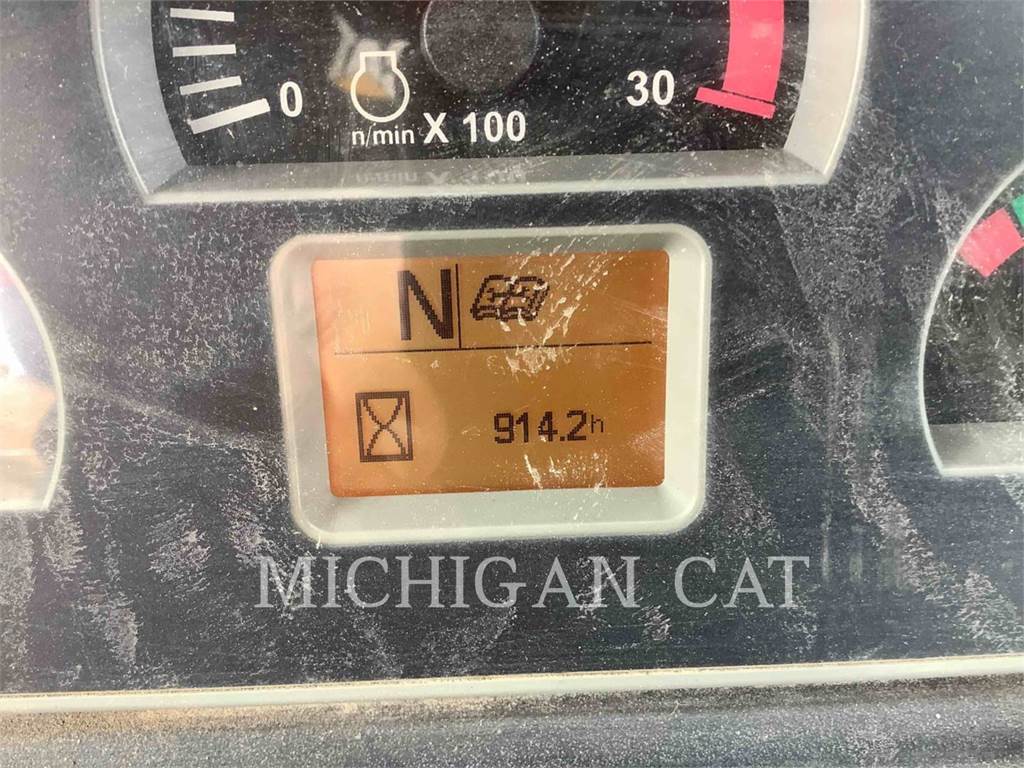 0
30
n/min X 100
N
914.2h
MICHIGAN CAT